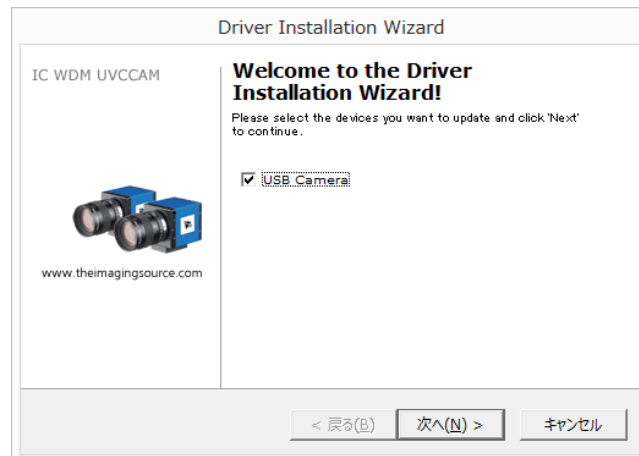 Driver Installation Wizard
IC WDM UVCCAM
Welcome to the Driver
Installation Wizard!
Please select the devices you want to update and click 'Next'
to continue.
USB Camera
www.theimagingsource.com
< 戻る(B)
次へ(N) >
キャンセル